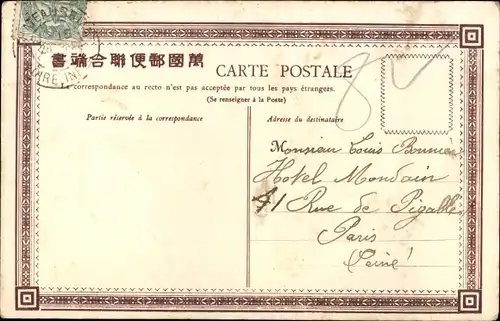 書端合聯便郵國萬
CARTE POSTALE
La correspondance au recto n'est pas acceptée par tous les pays étrangers.
(Se renseigner à la Poste)
Partie réservée à la correspondance
Adresse du destinataire
Monsieur Louis
Hotel Mondain
41 Rue de Pigalle
Paris
Seine